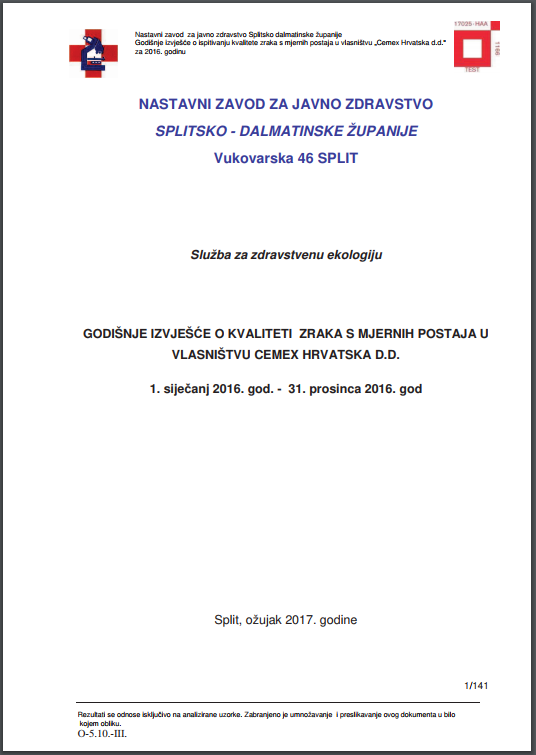 Nastavni zavod za javno zdravstvo Splitsko dalmatinske županije
Godišnje izvješće o ispitivanju kvalitete zraka s mjernih postaja u vlasništvu „Cemex Hrvatska d.d.“
za 2016. godinu
17025-HAA
1166
TEST
NASTAVNI ZAVOD ZA JAVNO ZDRAVSTVO
SPLITSKO - DALMATINSKE ŽUPANIJE
Vukovarska 46 SPLIT
Služba za zdravstvenu ekologiju
GODIŠNJE IZVJEŠĆE O KVALITETI ZRAKA S MJERNIH POSTAJA U
VLASNIŠTVU CEMEX HRVATSKA D.D.
1. siječanj 2016. god. - 31. prosinca 2016. god
Split, ožujak 2017. godine
1/141
Rezultati se odnose isključivo na analizirane uzorke. Zabranjeno je umnožavanje i preslikavanje ovog dokumenta u bilo
kojem obliku.
O-5.10.-III.